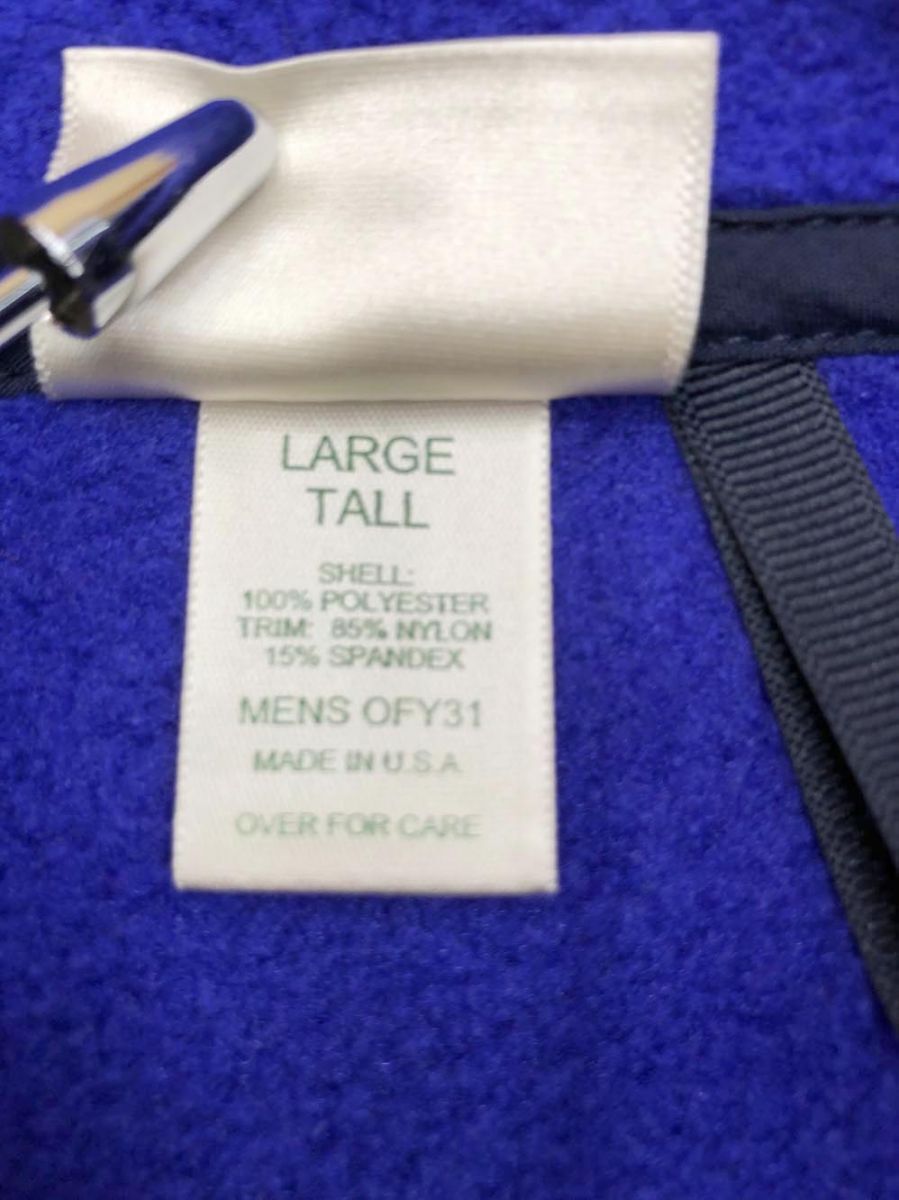 LARGE
TALL
SHELL:
100% POLYESTER
TRIM: 85% NYLON
15% SPANDEX
MENS OFY31
MADE IN U.S.A.
OVER FOR CARE